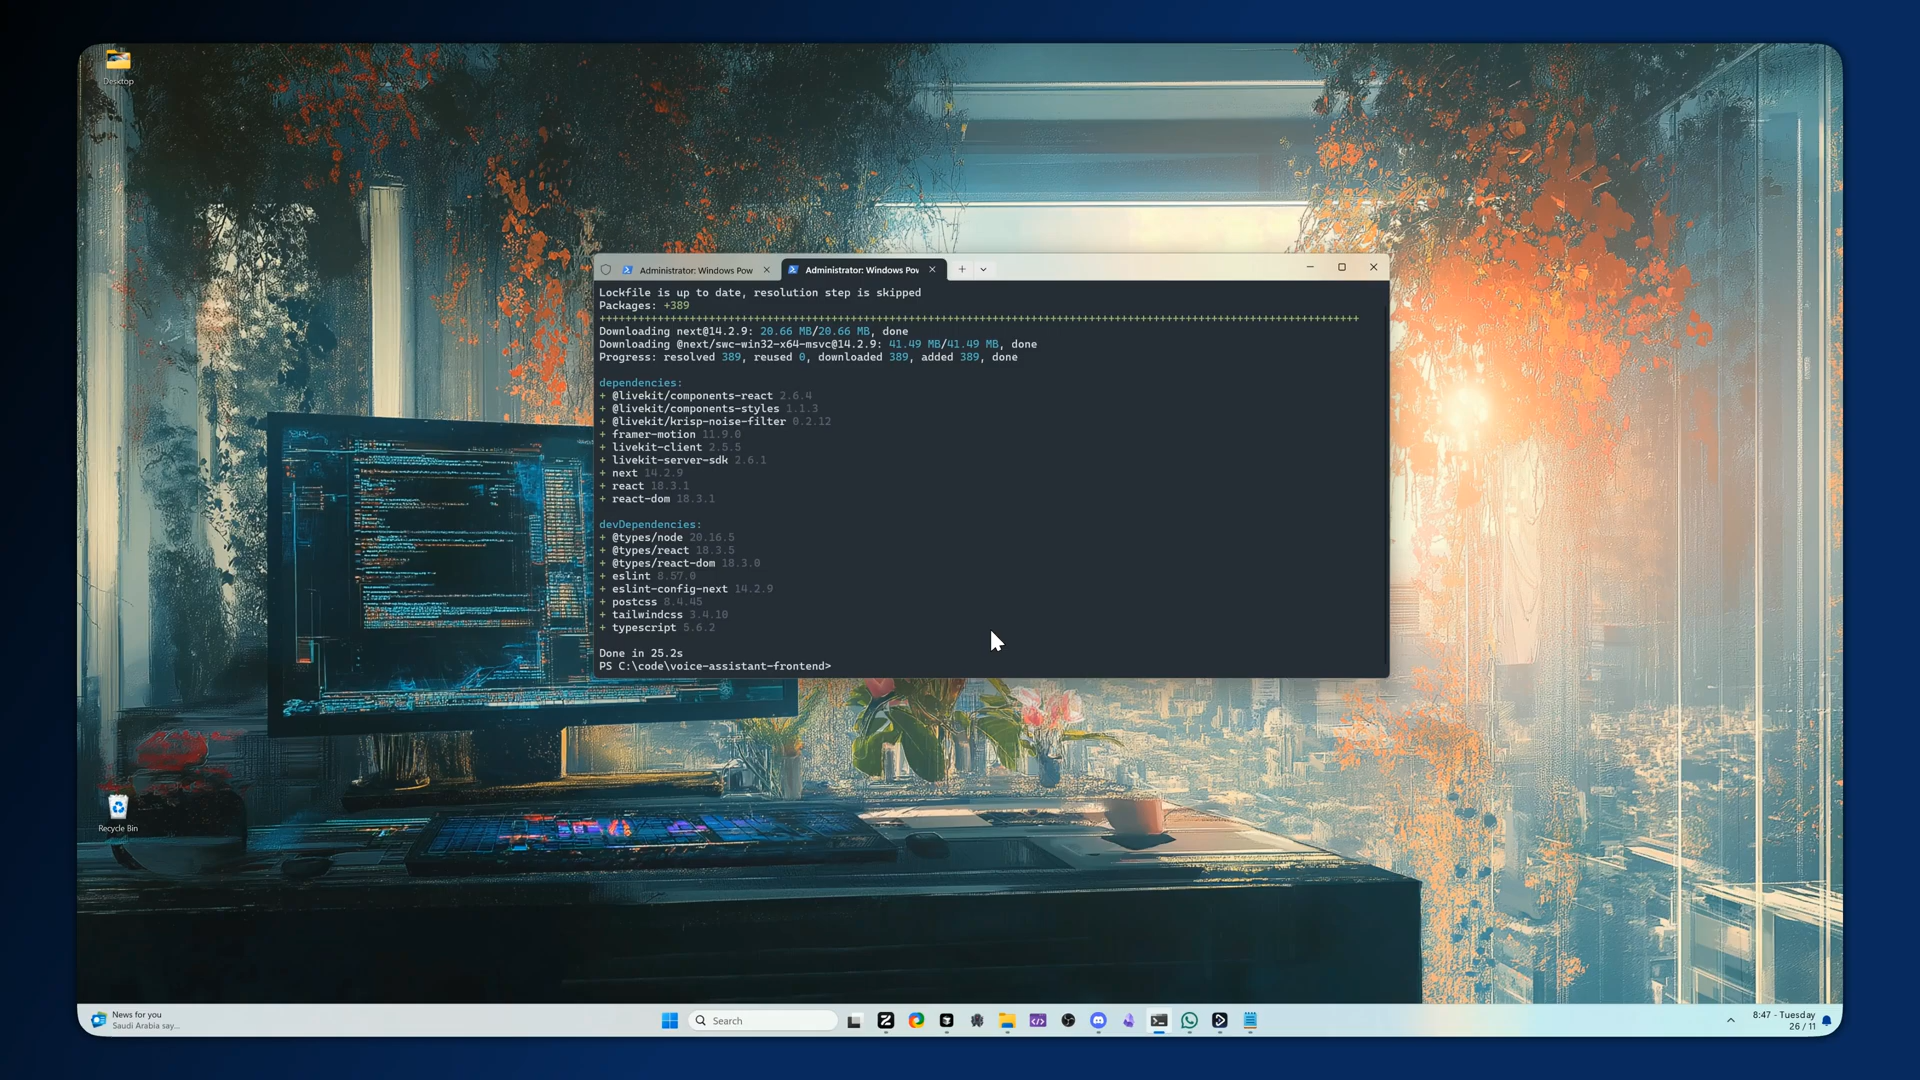 Desktop
Administrator: Windows Pow
Administrator: Windows Pow
Lockfile is up to date, resolution step is skipped
Packages: +389
++++++++++++++++++++++++++++++++++++++++++++++++++++++++++++++++++++++++++++++++++++++++++++++++++++++++++++++++++++++
Downloading next@14.2.9: 20.66 MB/20.66 MB, done
Downloading @next/swc-win32-x64-msvc@14.2.9: 41.49 MB/41.49 MB, done
Progress: resolved 389, reused 0, downloaded 389, added 389, done
dependencies:
+ @livekit/components-react 2.6.4
+ @livekit/components-styles 1.1.3
+ @livekit/krisp-noise-filter 0.2.12
+ framer-motion 11.9.0
+ livekit-client 2.5.5
+ livekit-server-sdk 2.6.1
+ next 14.2.9
+ react 18.3.1
+ react-dom 18.3.1
devDependencies:
+ @types/node 20.16.5
+ @types/react 18.3.5
+ @types/react-dom 18.3.0
+ eslint 8.57.0
+ eslint-config-next 14.2.9
+ postcss 8.4.45
+ tailwindcss 3.4.10
+ typescript 5.6.2
Done in 25.2s
PS C:\code\voice-assistant-frontend>
Recycle Bin
News for you
Saudi Arabia say...
Search
8:47 - Tuesday
26 / 11